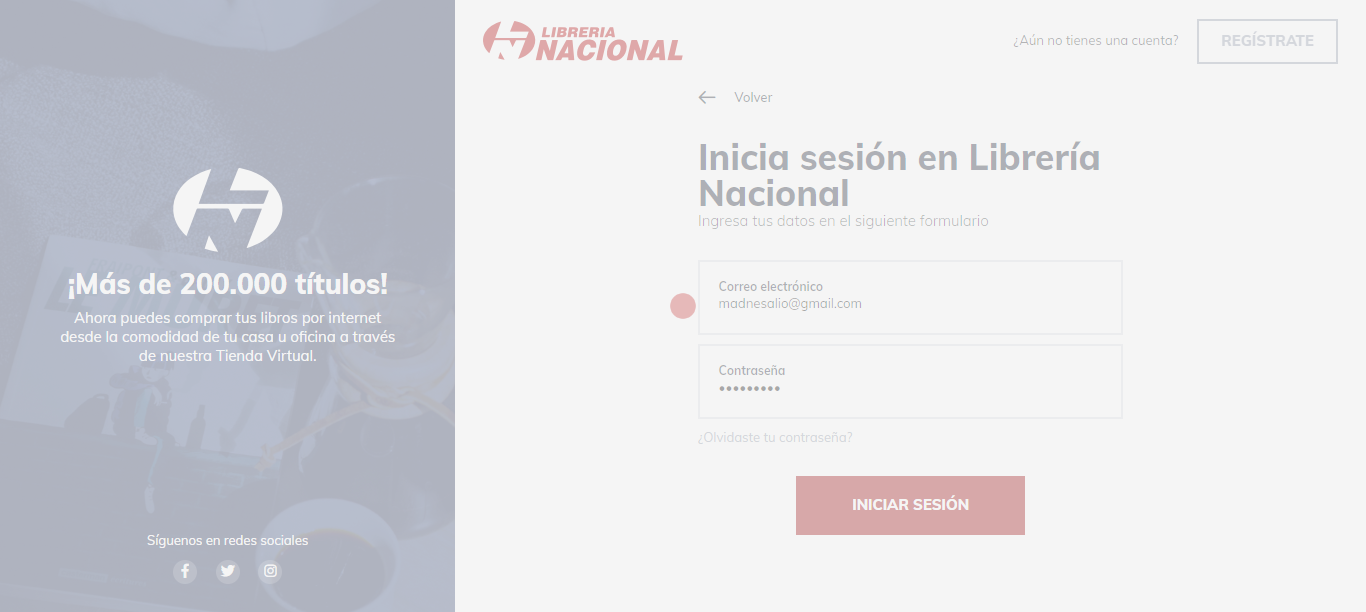 ¡Más de 200.000 títulos!
Ahora puedes comprar tus libros por internet
desde la comodidad de tu casa u oficina a través
de nuestra Tienda Virtual.
Síguenos en redes sociales
LIBRERIA
NACIONAL
¿Aún no tienes una cuenta?
REGÍSTRATE
Volver
Inicia sesión en Librería
Nacional
Ingresa tus datos en el siguiente formulario
Correo electrónico
madnesalio@gmail.com
Contraseña
•••••••••
¿Olvidaste tu contraseña?
INICIAR SESIÓN